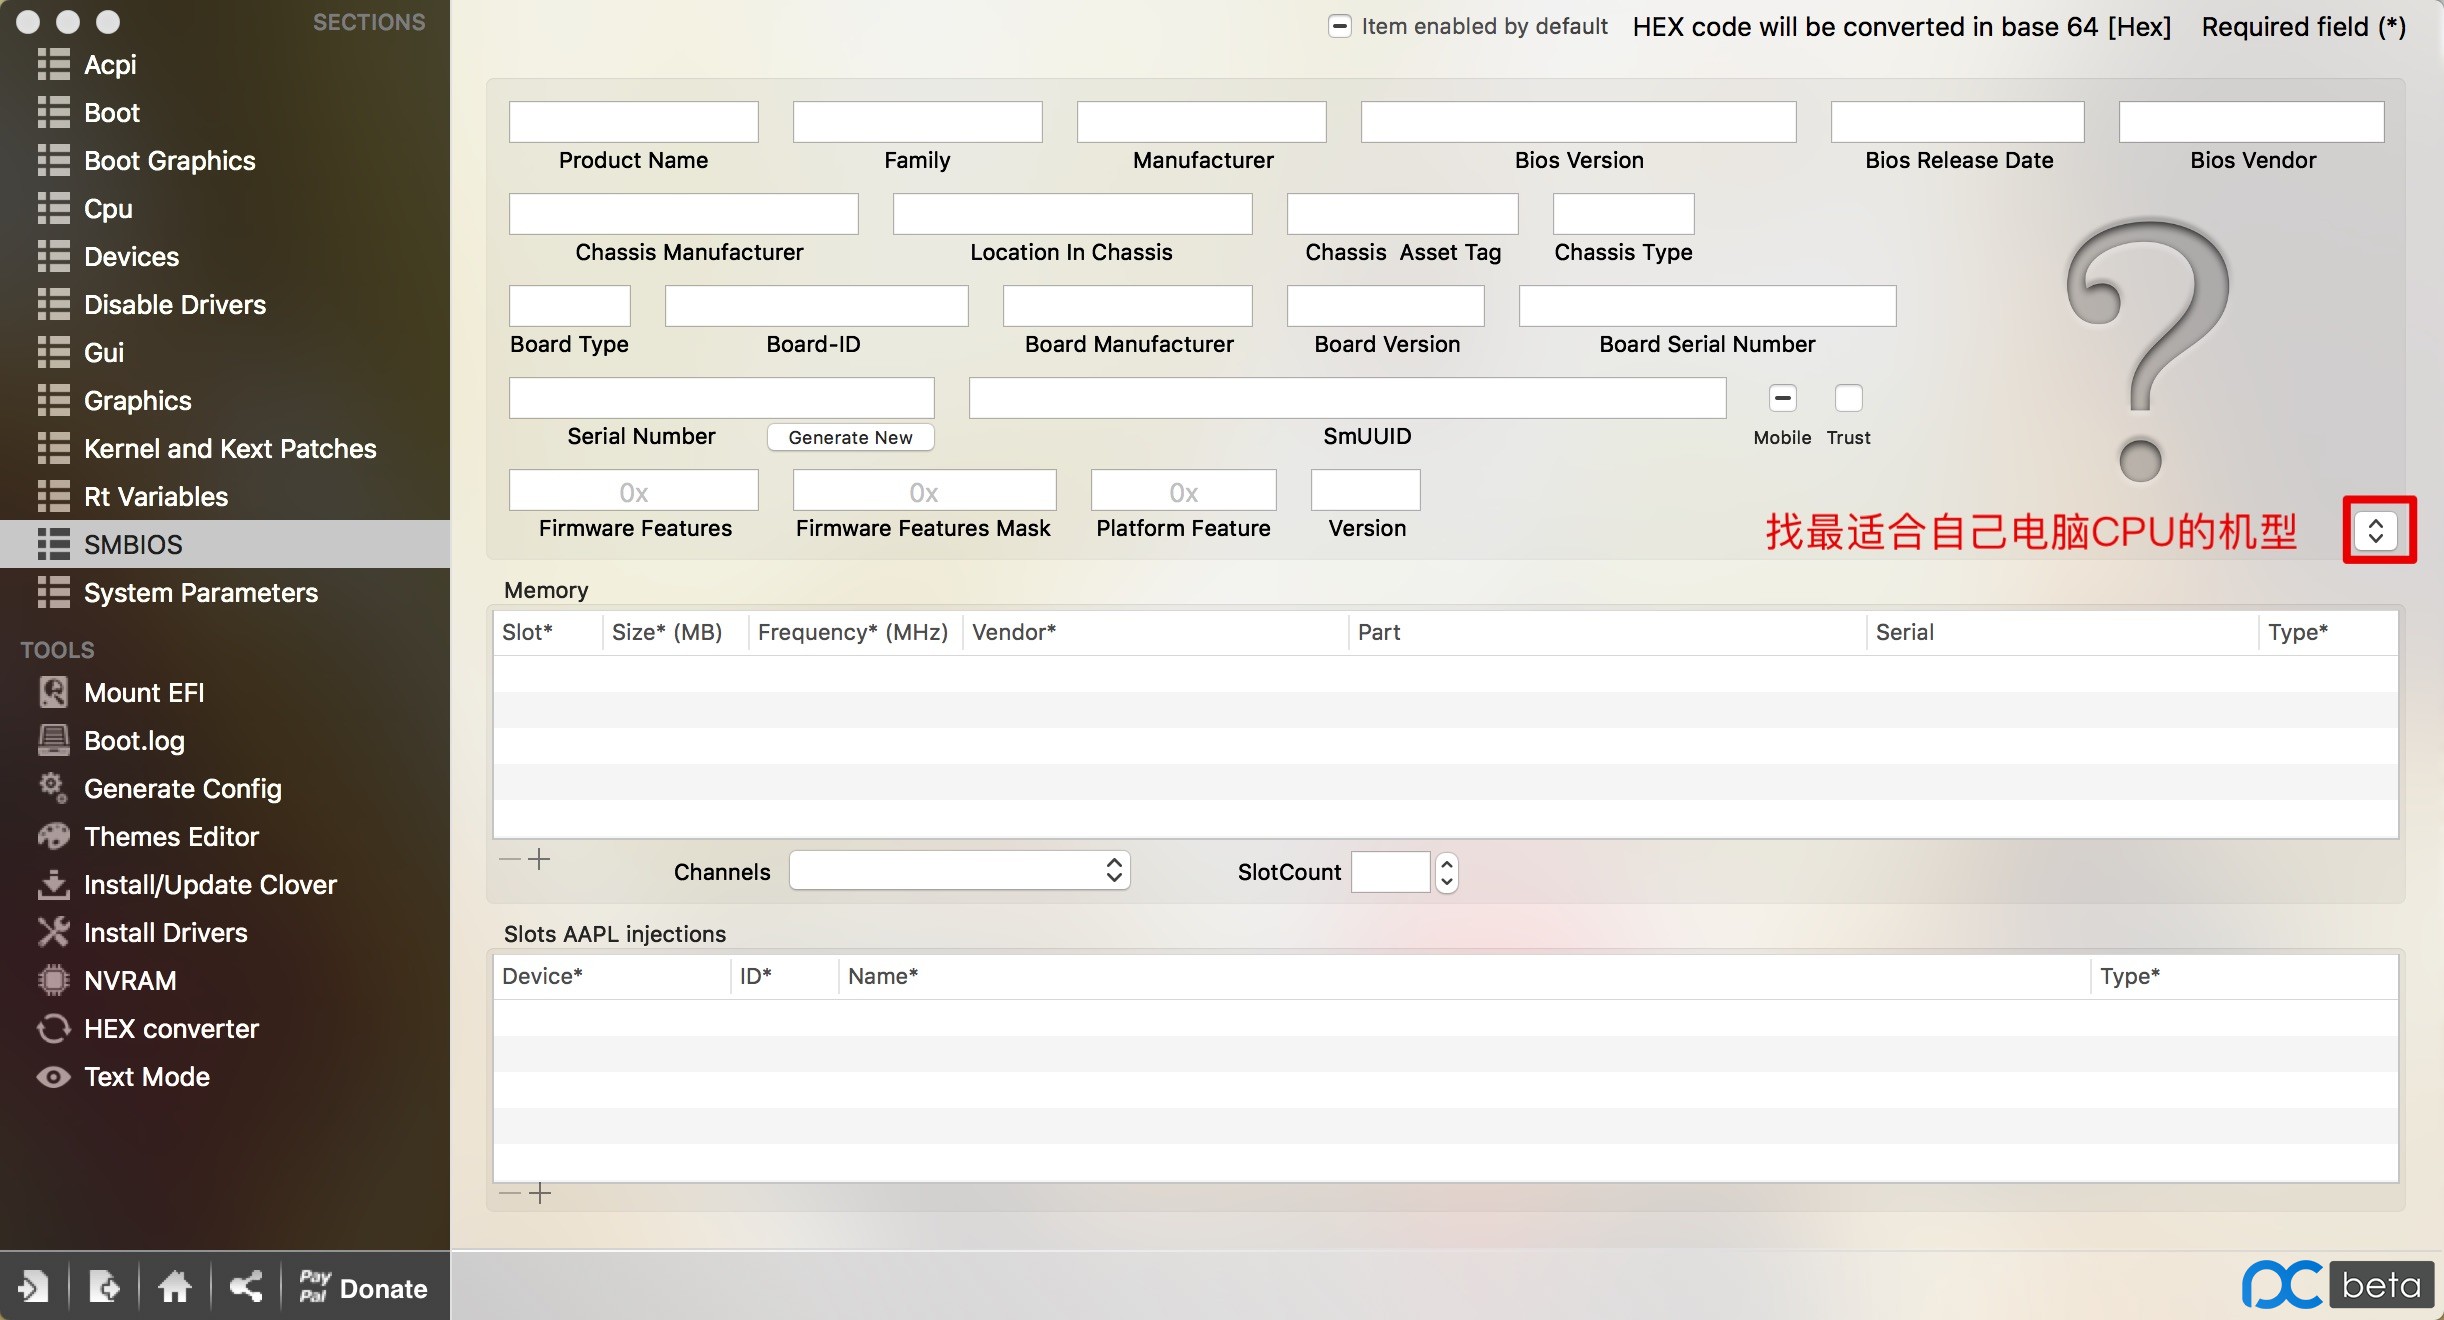 SECTIONS
Acpi
Boot
Boot Graphics
Cpu
Devices
Disable Drivers
Gui
Graphics
Kernel and Kext Patches
Rt Variables
SMBIOS
System Parameters
TOOLS
Mount EFI
Boot.log
Generate Config
Themes Editor
Install/Update Clover
Install Drivers
NVRAM
HEX converter
Text Mode
Pay
Pal
Donate
Item enabled by default HEX code will be converted in base 64 [Hex] Required field (*)
Product Name Family Manufacturer Bios Version Bios Release Date Bios Vendor
Chassis Manufacturer Location In Chassis Chassis Asset Tag Chassis Type
Board Type Board-ID Board Manufacturer Board Version Board Serial Number
Serial Number Generate New SmUUID Mobile Trust
0x 0x 0x
Firmware Features Firmware Features Mask Platform Feature Version
找最适合自己电脑CPU的机型
Memory
Slot* Size* (MB) Frequency* (MHz) Vendor* Part Serial Type*
Channels SlotCount
Slots AAPL injections
Device* ID* Name* Type*
pc beta